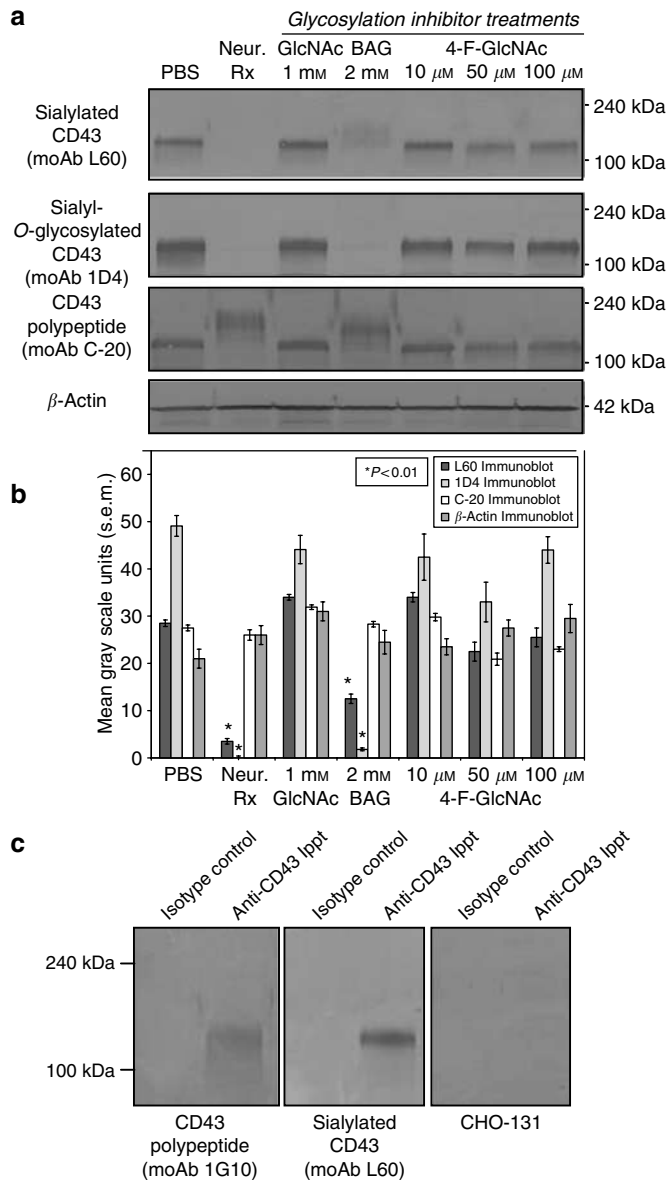 a
Glycosylation inhibitor treatments
Neur. GlcNAc BAG 4-F-GlcNAc
PBS Rx 1 mM 2 mM 10 μM 50 μM 100 μM
Sialylated
CD43
(moAb L60)
240 kDa
100 kDa
Sialyl-
O-glycosylated
CD43
(moAb 1D4)
240 kDa
100 kDa
CD43
polypeptide
(moAb C-20)
240 kDa
100 kDa
β-Actin
42 kDa
b
Mean gray scale units (s.e.m.)
60
50
40
30
20
10
0
*P<0.01
L60 Immunoblot
1D4 Immunoblot
C-20 Immunoblot
β-Actin Immunoblot
* * * *
PBS Neur. 1 mM 2 mM 10 μM 50 μM 100 μM
Rx GlcNAc BAG 4-F-GlcNAc
c
Isotype control
Anti-CD43 Ippt
Isotype control
Anti-CD43 Ippt
Isotype control
Anti-CD43 Ippt
240 kDa
100 kDa
CD43
polypeptide
(moAb 1G10)
Sialylated
CD43
(moAb L60)
CHO-131